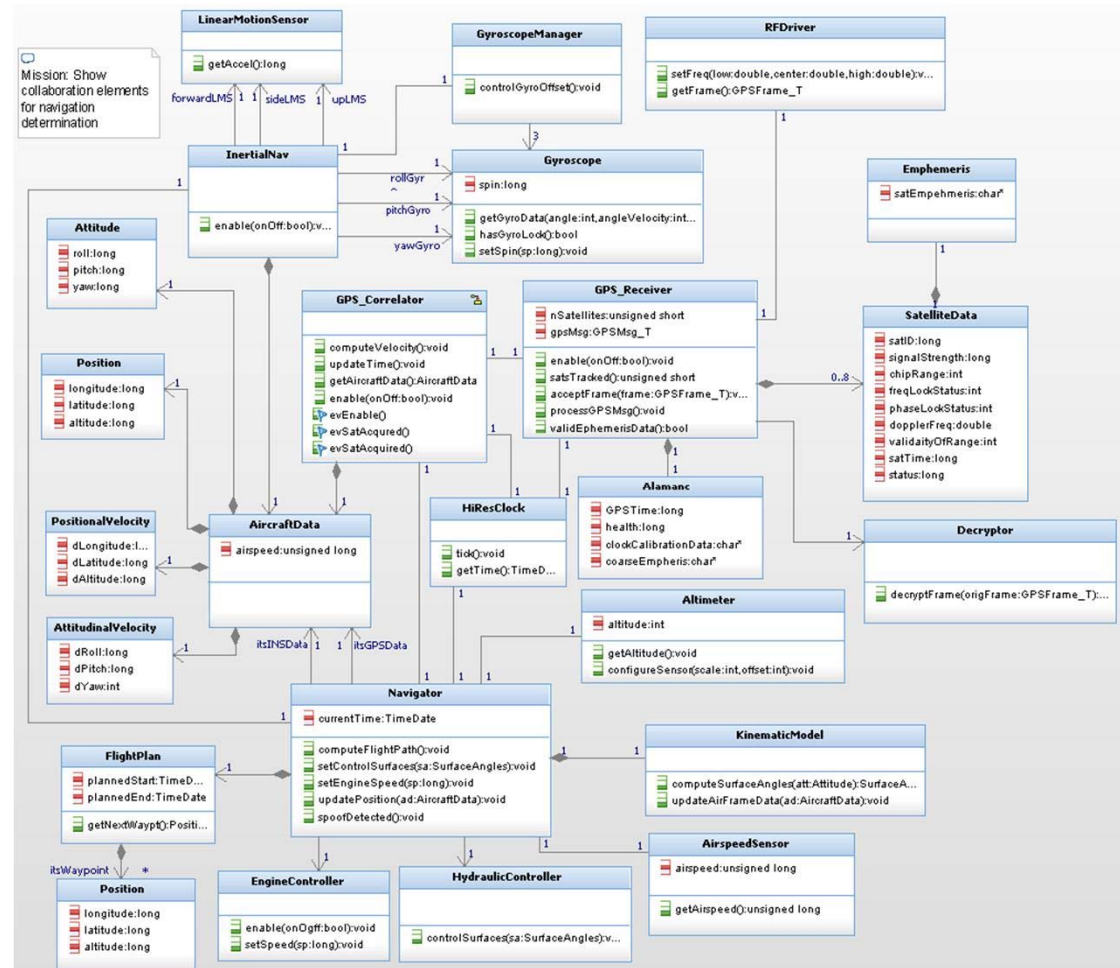 Mission: Show
collaboration elements
for navigation
determination
LinearMotionSensor
getAccel():long
forwardLMS 1 1 sideLMS 1 upLMS
GyroscopeManager
controlGyroOffset():void
1
3
RFDriver
setFreq(low:double,center:double,high:double):v...
getFrame():GPSFrame_T
1
InertialNav
enable(onOff:bool):v...
1
1
1
rollGyr
^
1
pitchGyro
1
yawGyro
1
Gyroscope
spin:long
getGyroData(angle:int,angleVelocity:int...
hasGyroLock():bool
setSpin(sp:long):void
Emphemeris
satEmpehmeris:char*
1
1
Attitude
roll:long
pitch:long
yaw:long
1
Position
longitude:long
latitude:long
altitude:long
1
GPS_Correlator
computeVelocity():void
updateTime():void
getAircraftData():AircraftData
enable(onOff:bool):void
evEnable()
evSatAcqured()
evSatAcquired()
1
1
1
1
1
GPS_Receiver
nSatellites:unsigned short
gpsMsg:GPSMsg_T
enable(onOff:bool):void
satsTracked():unsigned short
acceptFrame(frame:GPSFrame_T):v...
processGPSMsg():void
validEphemerisData():bool
1
0..8
1
1
SatelliteData
satID:long
signalStrength:long
chipRange:int
freqLockStatus:int
phaseLockStatus:int
dopplerFreq:double
validaityOfRange:int
satTime:long
status:long
PositionalVelocity
dLongitude:l...
dLatitude:long
dAltitude:long
1
AircraftData
airspeed:unsigned long
1
1
HiResClock
tick():void
getTime():TimeD...
1
1
Alamanc
GPSTime:long
health:long
clockCalibrationData:char*
coarseEmpheris:char*
Decryptor
decryptFrame(origFrame:GPSFrame_T):...
1
AttitudinalVelocity
dRoll:long
dPitch:long
dYaw:int
1
itsINSData 1
1 itsGPSData
Altimeter
altitude:int
getAltitude():void
configureSensor(scale:int,offset:int):void
1
1
1
1
1
Navigator
currentTime:TimeDate
computeFlightPath():void
setControlSurfaces(sa:SurfaceAngles):void
setEngineSpeed(sp:long):void
updatePosition(ad:AircraftData):void
spoofDetected():void
1
1
KinematicModel
computeSurfaceAngles(att:Attitude):SurfaceA...
updateAirFrameData(ad:AircraftData):void
FlightPlan
plannedStart:TimeD...
plannedEnd:TimeDate
getNextWaypt():Positi...
1
itsWaypoint
*
Position
longitude:long
latitude:long
altitude:long
EngineController
enable(onOgff:bool):void
setSpeed(sp:long):void
1
HydraulicController
controlSurfaces(sa:SurfaceAngles):v...
1
AirspeedSensor
airspeed:unsigned long
getAirspeed():unsigned long
1
1